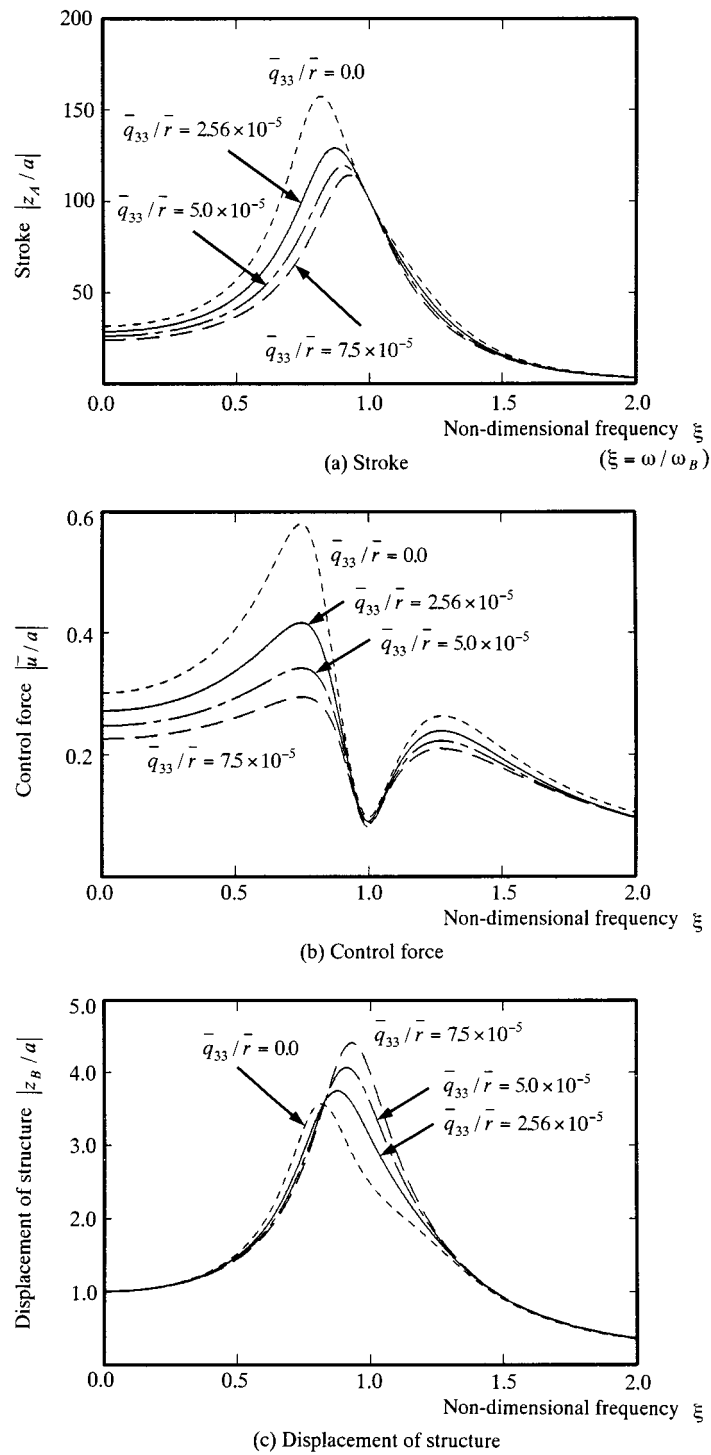 200
150
100
50
Stroke |z_A / a|
q̄₃₃ / r̄ = 0.0
q̄₃₃ / r̄ = 2.56 × 10⁻⁵
q̄₃₃ / r̄ = 5.0 × 10⁻⁵
q̄₃₃ / r̄ = 7.5 × 10⁻⁵
0.0 0.5 1.0 1.5 2.0
Non-dimensional frequency ξ
(a) Stroke (ξ = ω / ω_B)
0.6
0.4
0.2
Control force |ū / a|
q̄₃₃ / r̄ = 0.0
q̄₃₃ / r̄ = 2.56 × 10⁻⁵
q̄₃₃ / r̄ = 5.0 × 10⁻⁵
q̄₃₃ / r̄ = 7.5 × 10⁻⁵
0.0 0.5 1.0 1.5 2.0
Non-dimensional frequency ξ
(b) Control force
5.0
4.0
3.0
2.0
1.0
0.0
Displacement of structure |z_B / a|
q̄₃₃ / r̄ = 0.0
q̄₃₃ / r̄ = 7.5 × 10⁻⁵
q̄₃₃ / r̄ = 5.0 × 10⁻⁵
q̄₃₃ / r̄ = 2.56 × 10⁻⁵
0.0 0.5 1.0 1.5 2.0
Non-dimensional frequency ξ
(c) Displacement of structure